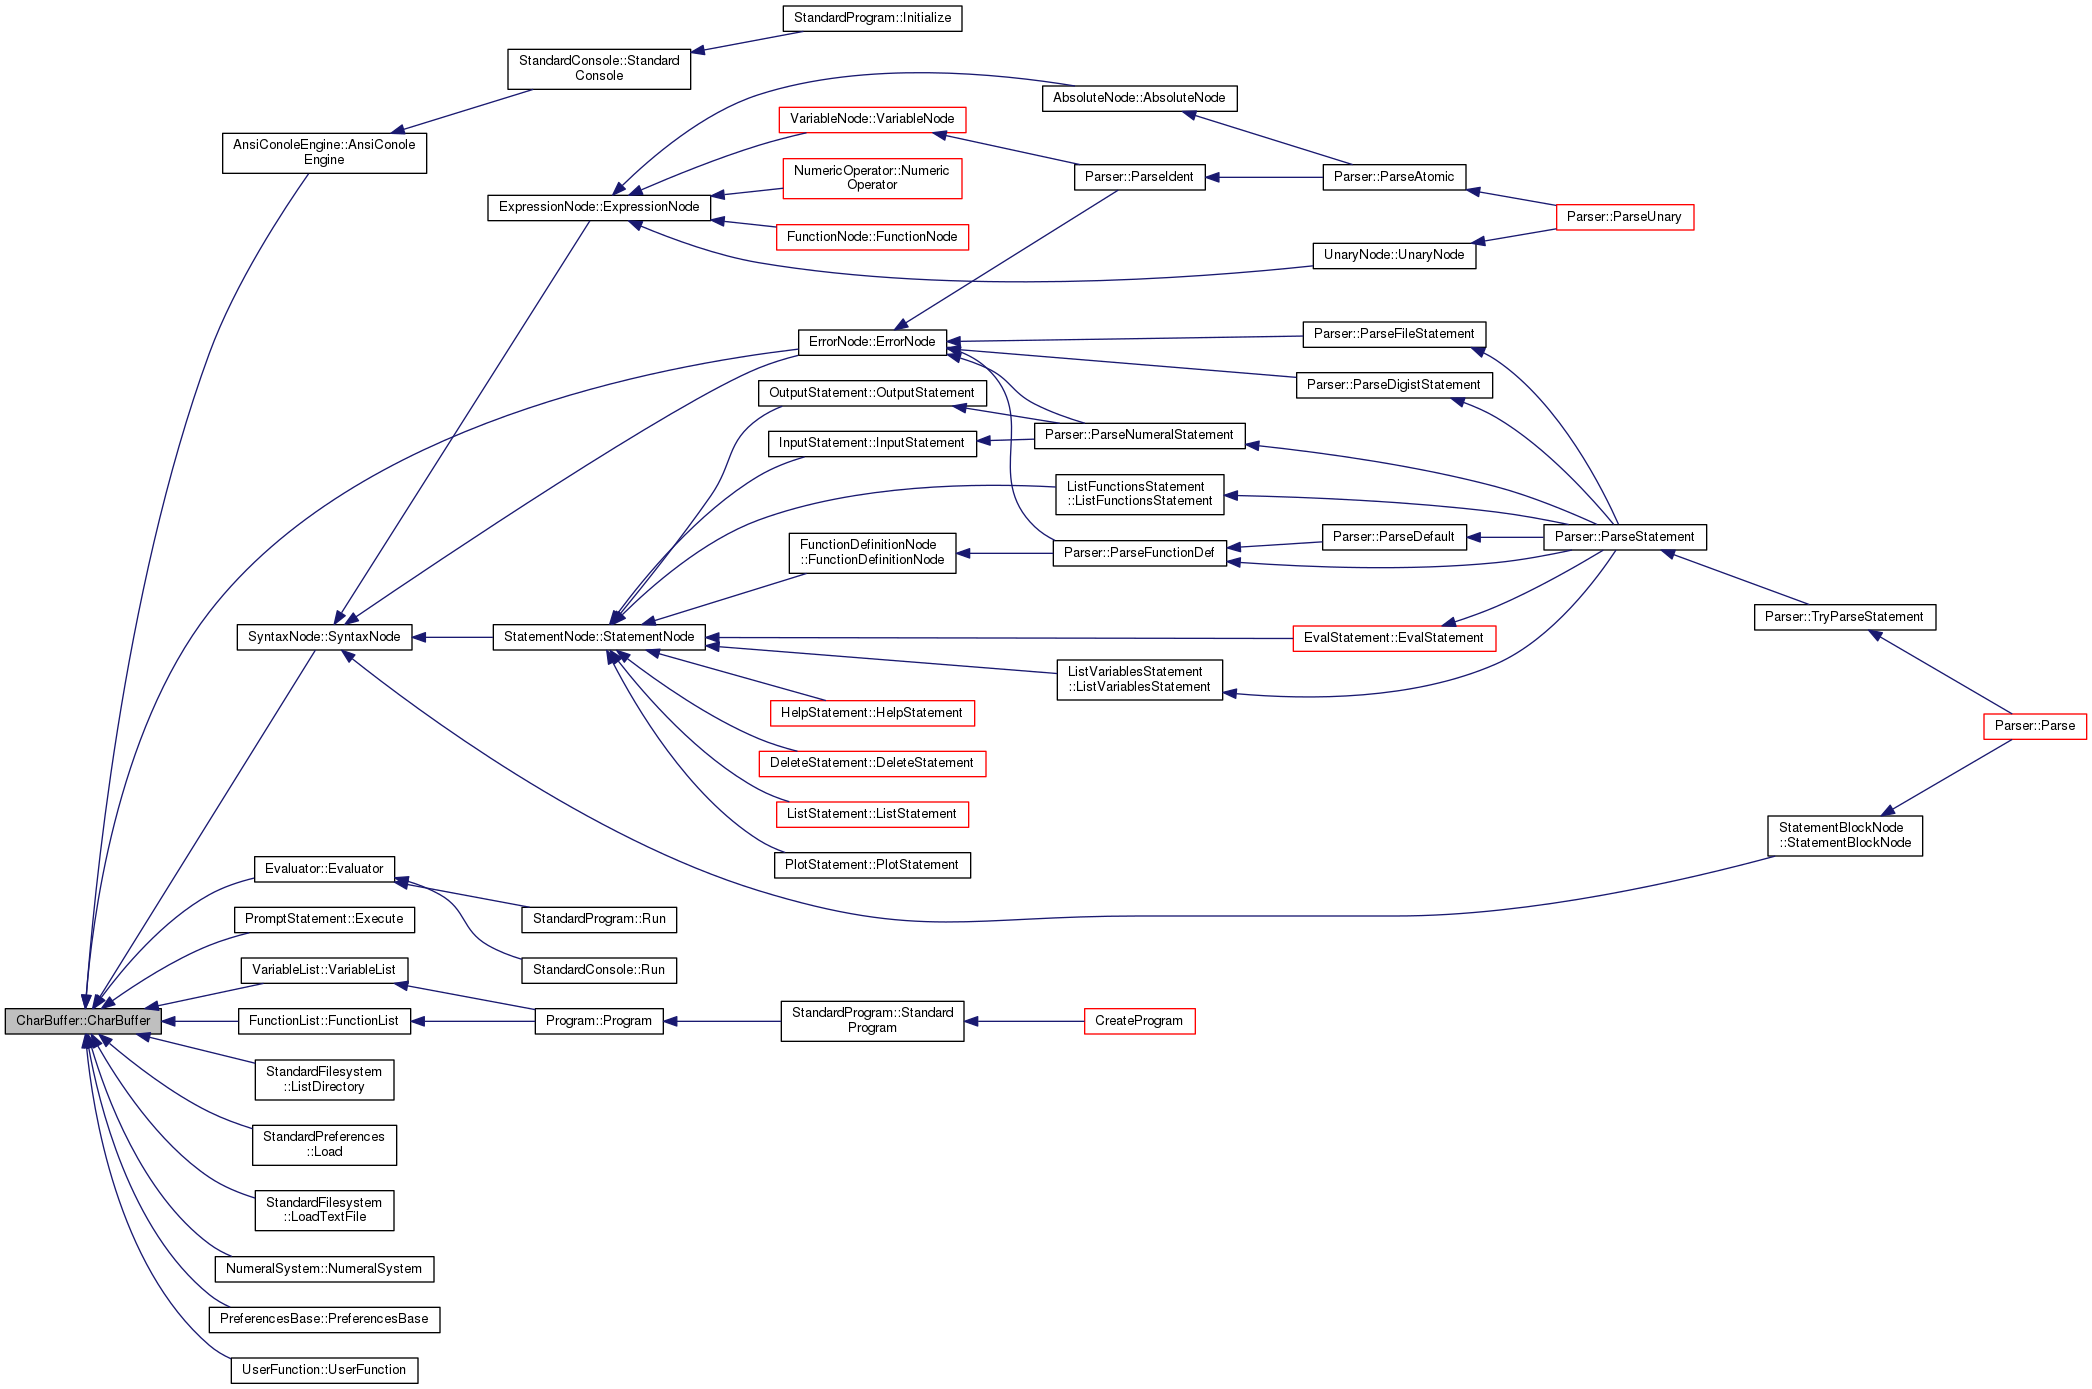 StandardProgram::Initialize
StandardConsole::Standard
Console
AnsiConoleEngine::AnsiConole
Engine
AbsoluteNode::AbsoluteNode
VariableNode::VariableNode
NumericOperator::Numeric
Operator
ExpressionNode::ExpressionNode
FunctionNode::FunctionNode
Parser::ParseIdent
Parser::ParseAtomic
Parser::ParseUnary
UnaryNode::UnaryNode
ErrorNode::ErrorNode
Parser::ParseFileStatement
Parser::ParseDigistStatement
OutputStatement::OutputStatement
InputStatement::InputStatement
Parser::ParseNumeralStatement
ListFunctionsStatement
::ListFunctionsStatement
FunctionDefinitionNode
::FunctionDefinitionNode
Parser::ParseFunctionDef
Parser::ParseDefault
Parser::ParseStatement
SyntaxNode::SyntaxNode
StatementNode::StatementNode
EvalStatement::EvalStatement
Parser::TryParseStatement
ListVariablesStatement
::ListVariablesStatement
HelpStatement::HelpStatement
Parser::Parse
DeleteStatement::DeleteStatement
ListStatement::ListStatement
StatementBlockNode
::StatementBlockNode
PlotStatement::PlotStatement
Evaluator::Evaluator
PromptStatement::Execute
StandardProgram::Run
VariableList::VariableList
StandardConsole::Run
CharBuffer::CharBuffer
FunctionList::FunctionList
Program::Program
StandardProgram::Standard
Program
CreateProgram
StandardFilesystem
::ListDirectory
StandardPreferences
::Load
StandardFilesystem
::LoadTextFile
NumeralSystem::NumeralSystem
PreferencesBase::PreferencesBase
UserFunction::UserFunction